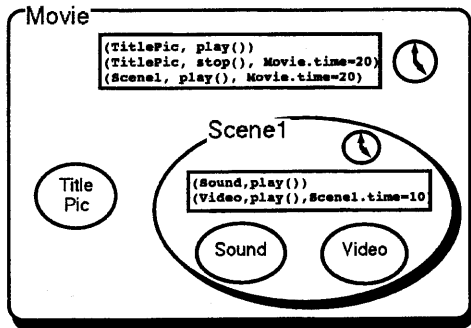 Movie
(TitlePic, play())
(TitlePic, stop(), Movie.time=20)
(Scene1, play(), Movie.time=20)
Scene1
(Sound,play())
(Video,play(),Scene1.time=10
Title
Pic
Sound
Video